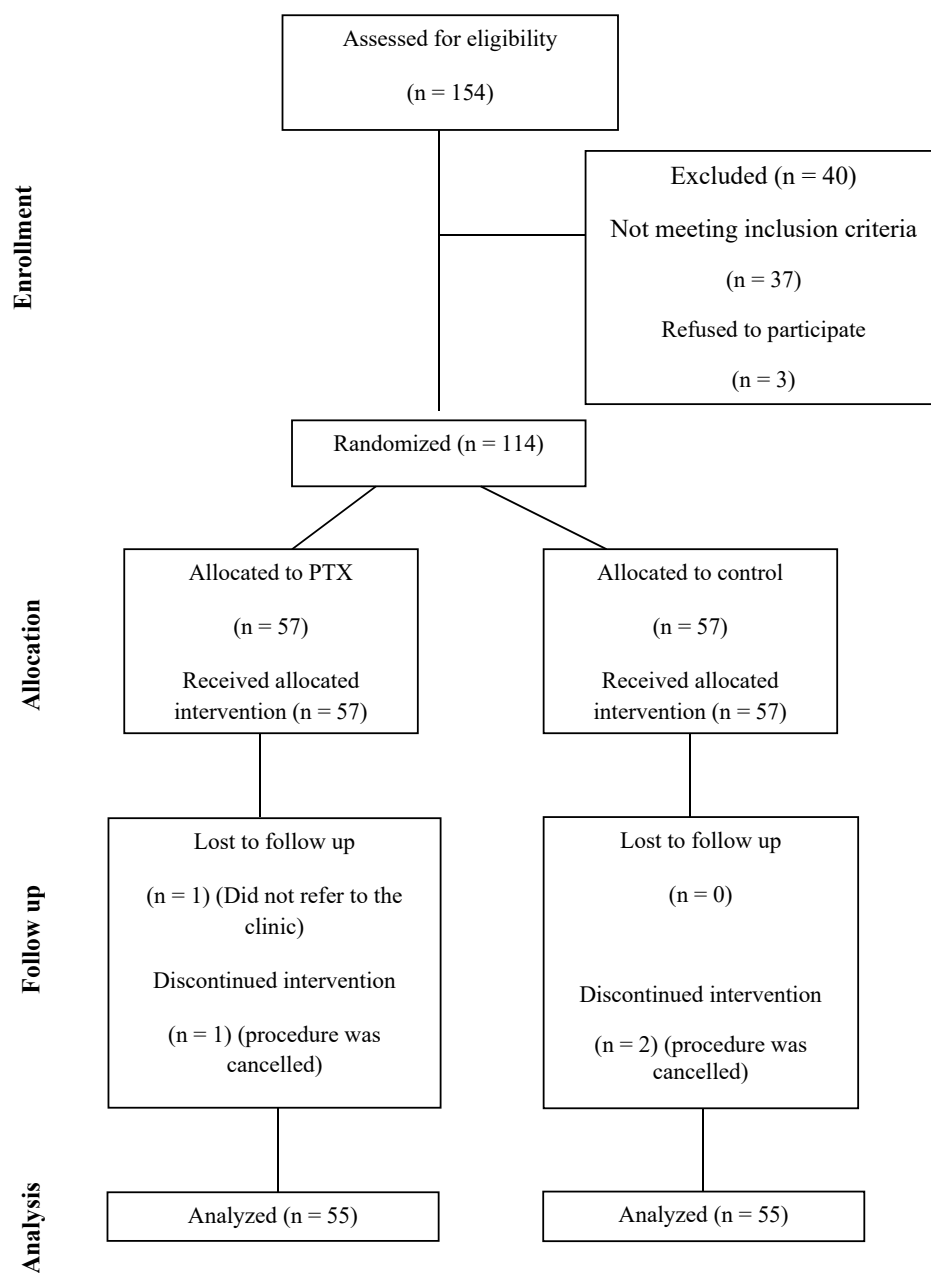 Assessed for eligibility
(n = 154)
Enrollment
Excluded (n = 40)
Not meeting inclusion criteria
(n = 37)
Refused to participate
(n = 3)
Randomized (n = 114)
Allocation
Allocated to PTX
(n = 57)
Received allocated
intervention (n = 57)
Allocated to control
(n = 57)
Received allocated
intervention (n = 57)
Follow up
Lost to follow up
(n = 1) (Did not refer to the
clinic)
Discontinued intervention
(n = 1) (procedure was
cancelled)
Lost to follow up
(n = 0)
Discontinued intervention
(n = 2) (procedure was
cancelled)
Analysis
Analyzed (n = 55)
Analyzed (n = 55)